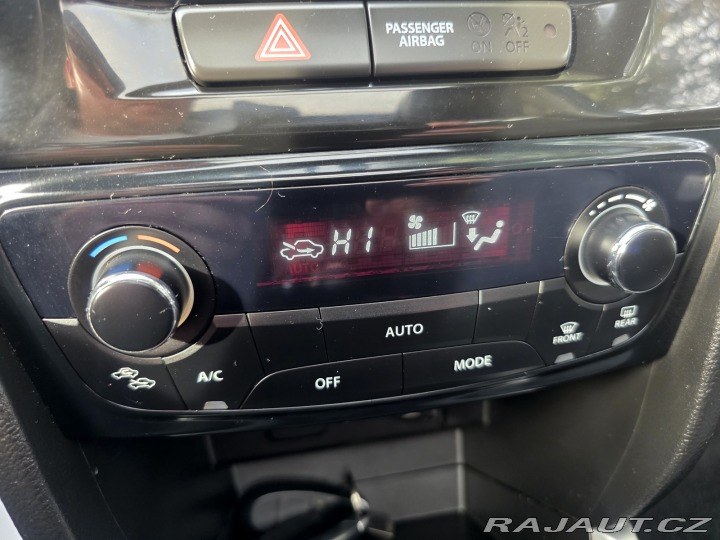 PASSENGER
AIRBAG
ON
OFF
HI
AUTO
A/C
OFF
MODE
FRONT
REAR
RAJAUT.CZ